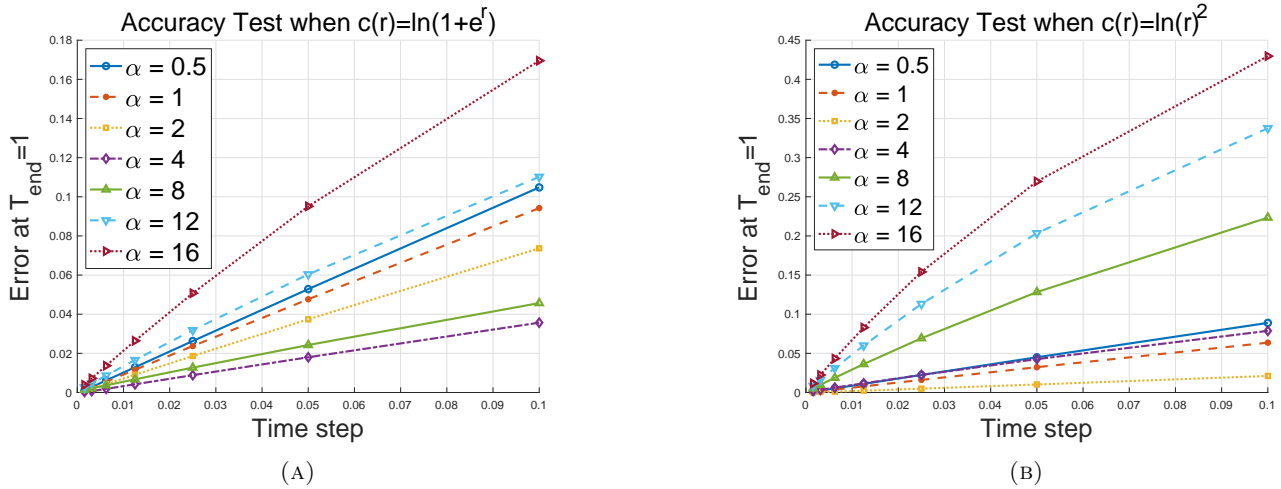 Accuracy Test when c(r)=ln(1+e^r)
Error at T_end=1
0.18
0.16
0.14
0.12
0.1
0.08
0.06
0.04
0.02
0
α = 0.5
α = 1
α = 2
α = 4
α = 8
α = 12
α = 16
0 0.01 0.02 0.03 0.04 0.05 0.06 0.07 0.08 0.09 0.1
Time step
(A)
Accuracy Test when c(r)=ln(r)^2
Error at T_end=1
0.45
0.4
0.35
0.3
0.25
0.2
0.15
0.1
0.05
0
α = 0.5
α = 1
α = 2
α = 4
α = 8
α = 12
α = 16
0 0.01 0.02 0.03 0.04 0.05 0.06 0.07 0.08 0.09 0.1
Time step
(B)